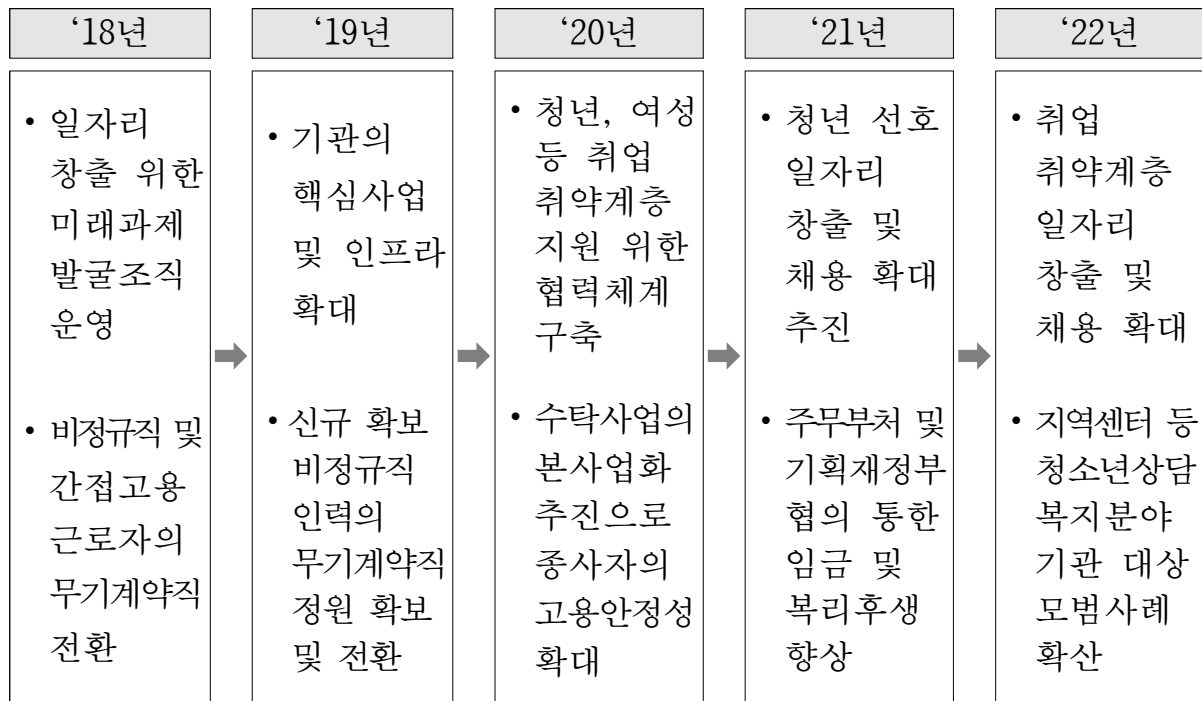 ‘18년
‘19년
‘20년
‘21년
‘22년
• 일자리
창출 위한
미래과제
발굴조직
운영
• 비정규직 및
간접고용
근로자의
무기계약직
전환
• 기관의
핵심사업
및 인프라
확대
• 신규 확보
비정규직
인력의
무기계약직
정원 확보
및 전환
• 청년, 여성
등 취업
취약계층
지원 위한
협력체계
구축
• 수탁사업의
본사업화
추진으로
종사자의
고용안정성
확대
• 청년 선호
일자리
창출 및
채용 확대
추진
• 주무부처 및
기획재정부
협의 통한
임금 및
복리후생
향상
• 취업
취약계층
일자리
창출 및
채용 확대
• 지역센터 등
청소년상담
복지분야
기관 대상
모범사례
확산